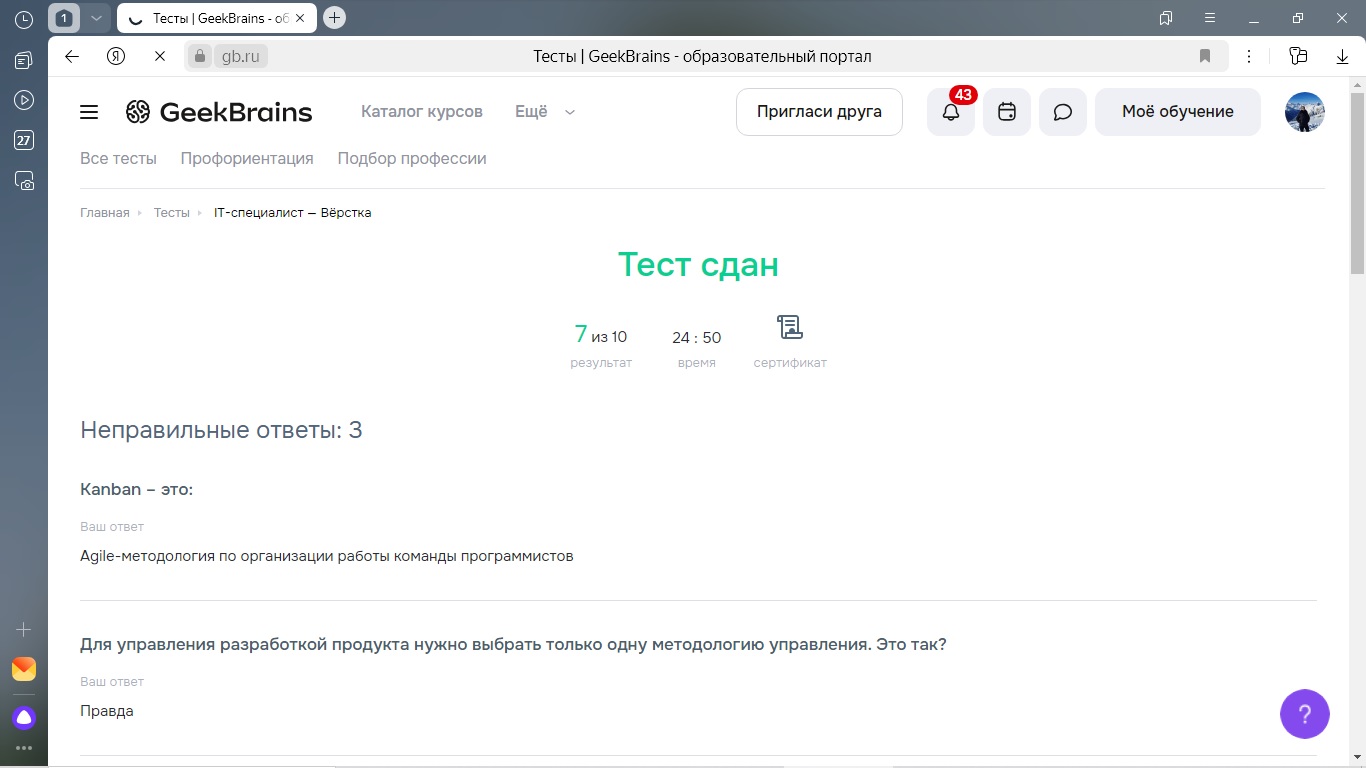 1
Тесты | GeekBrains - об
gb.ru
Тесты | GeekBrains - образовательный портал
27
GeekBrains
Каталог курсов
Ещё
Пригласи друга
43
Моё обучение
Все тесты
Профориентация
Подбор профессии
Главная
Тесты
IT-специалист — Вёрстка
Тест сдан
7 из 10
24 : 50
результат
время
сертификат
Неправильные ответы: 3
Kanban – это:
Ваш ответ
Agile-методология по организации работы команды программистов
Для управления разработкой продукта нужно выбрать только одну методологию управления. Это так?
Ваш ответ
Правда
?